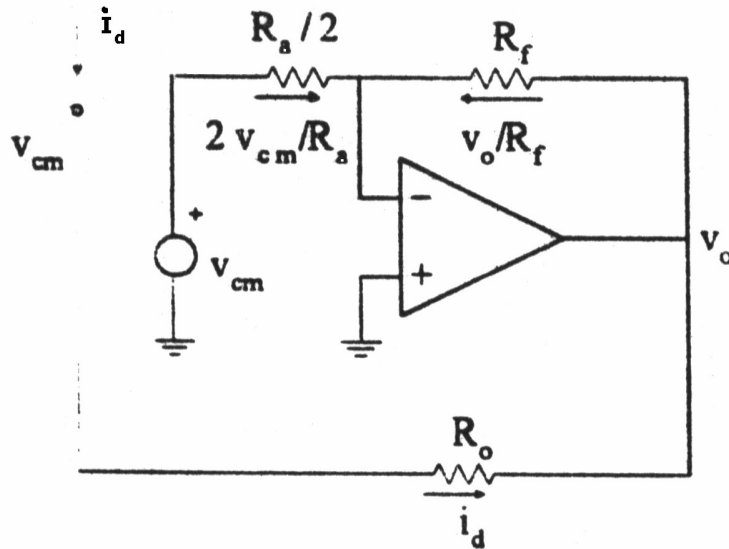 i_d
R_a / 2
R_f
v_cm
2 v_cm/R_a
v_o/R_f
−
+
v_cm
+
v_o
R_o
i_d